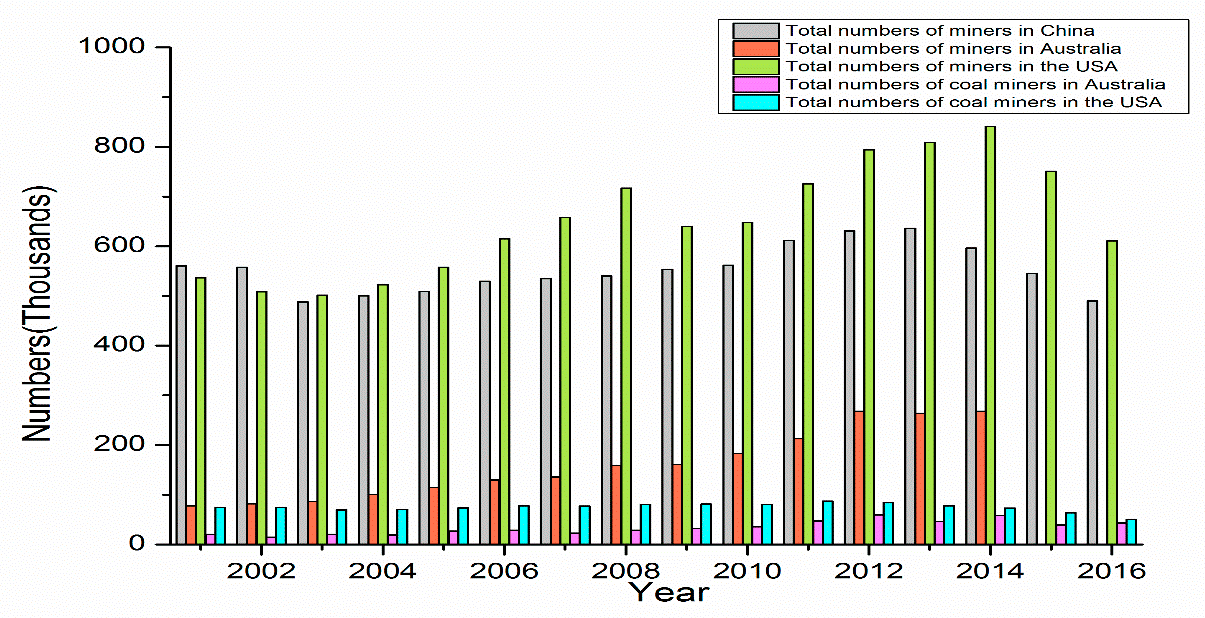 Total numbers of miners in China
Total numbers of miners in Australia
Total numbers of miners in the USA
Total numbers of coal miners in Australia
Total numbers of coal miners in the USA
1000
800
600
400
200
0
Numbers(Thousands)
2002 2004 2006 2008 2010 2012 2014 2016
Year